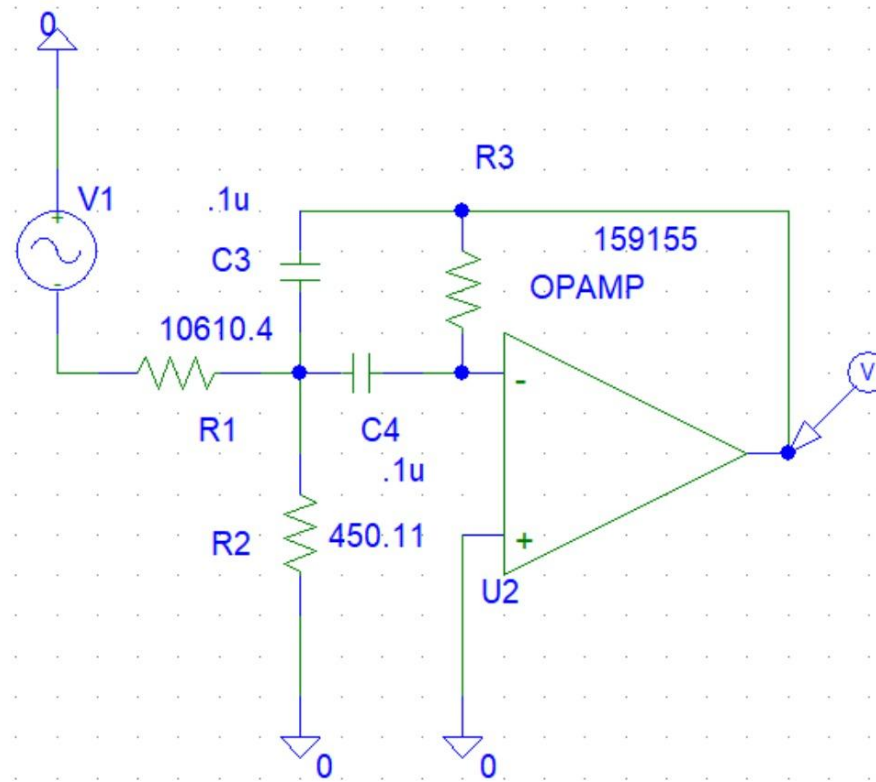 0
R3
V1
.1u
+
159155
C3
OPAMP
-
10610.4
V
-
R1
C4
.1u
R2
450.11
+
U2
0
0